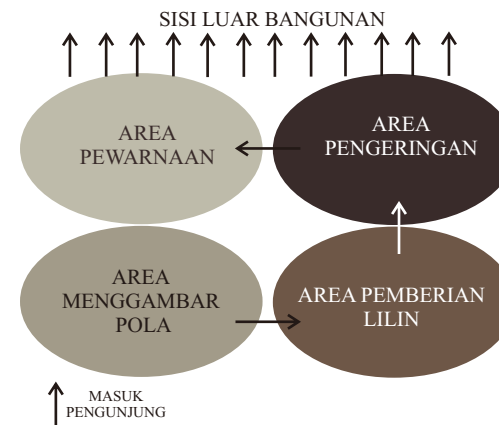 SISI LUAR BANGUNAN
AREA
PEWARNAAN
AREA
PENGERINGAN
AREA
MENGGAMBAR
POLA
AREA PEMBERIAN
LILIN
MASUK
PENGUNJUNG